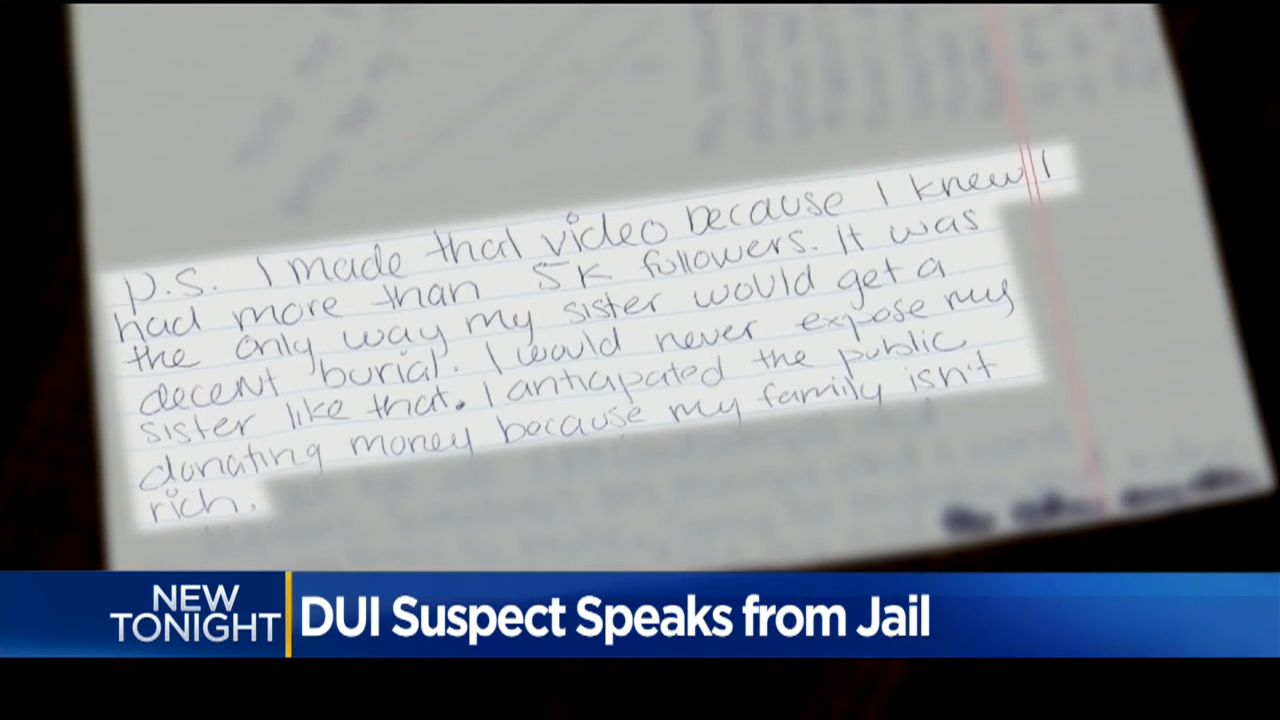 P.S. I made that video because I knew I
had more than 5K followers. It was
the only way my sister would get a
decent burial. I would never expose my
sister like that. I anticapated the public
donating money because my family isn't
rich.
NEW
TONIGHT
DUI Suspect Speaks from Jail